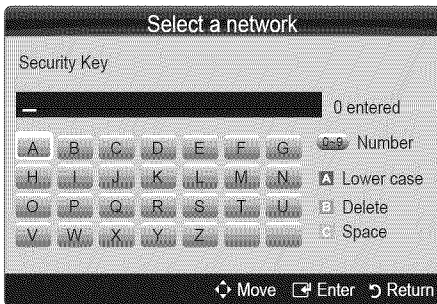 Select a network
Security Key
_
0 entered
A B C D E F G 0~9 Number
H I J K L M N A Lower case
O P Q R S T U B Delete
V W X Y Z C Space
Move Enter Return